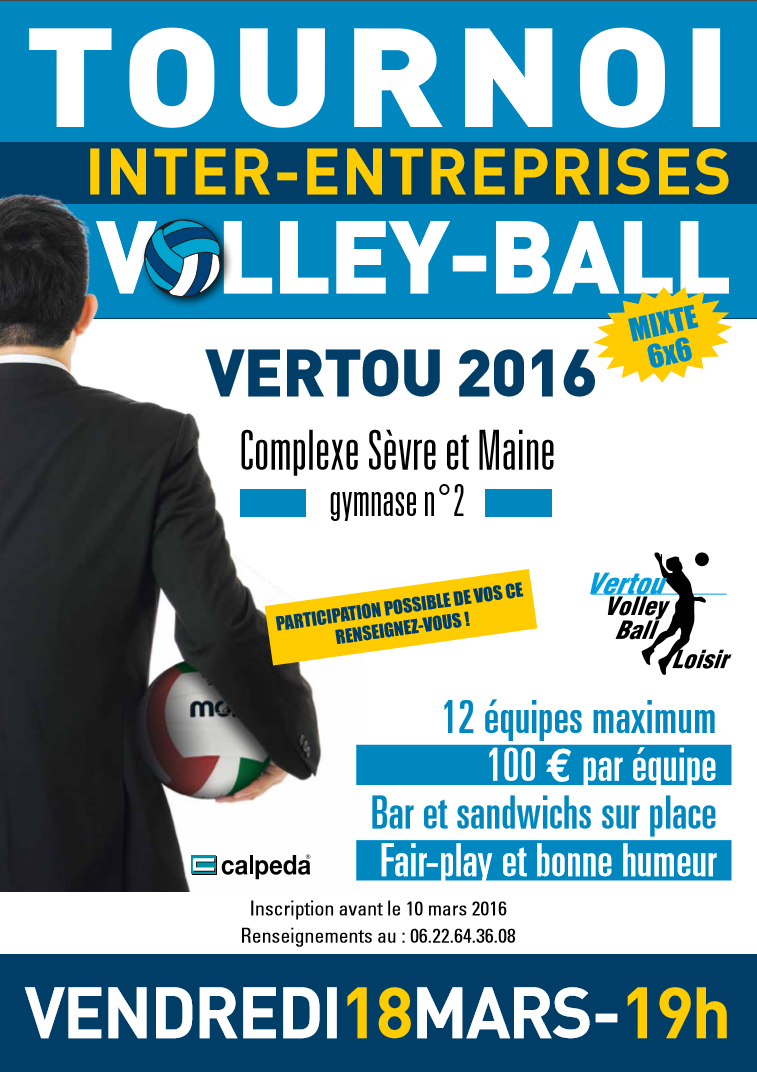 TOURNOI
INTER-ENTREPRISES
VOLLEY-BALL
MIXTE
6x6
VERTOU 2016
Complexe Sèvre et Maine
gymnase n°2
PARTICIPATION POSSIBLE DE VOS CE
RENSEIGNEZ-VOUS !
Vertou
Volley
Ball
Loisir
12 équipes maximum
100 € par équipe
Bar et sandwichs sur place
Fair-play et bonne humeur
calpeda®
Inscription avant le 10 mars 2016
Renseignements au : 06.22.64.36.08
VENDREDI18MARS-19h